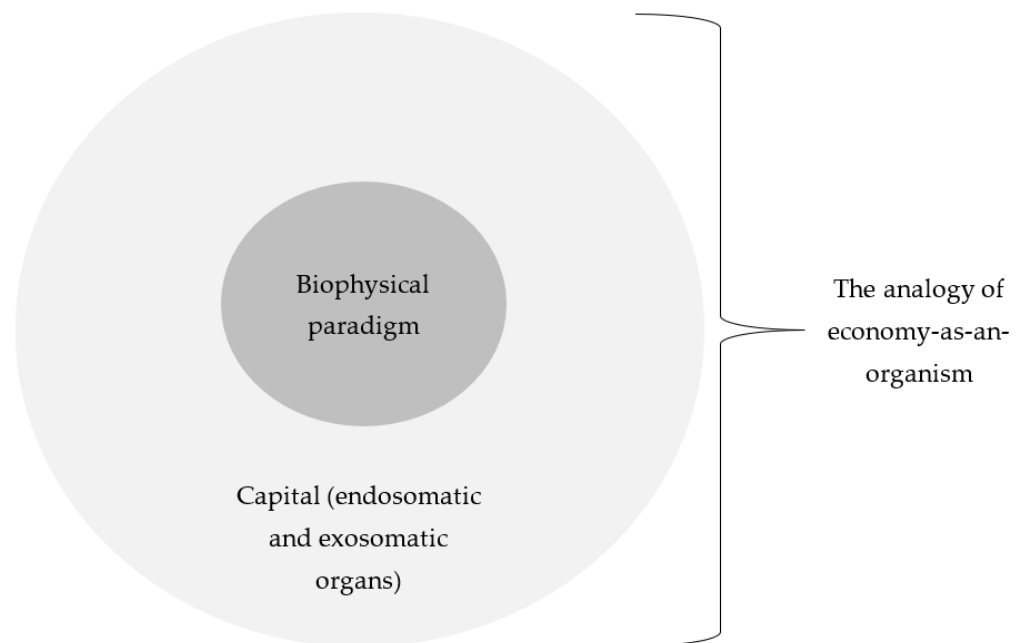 Biophysical
paradigm
The analogy of
economy-as-an-
organism
Capital (endosomatic
and exosomatic
organs)